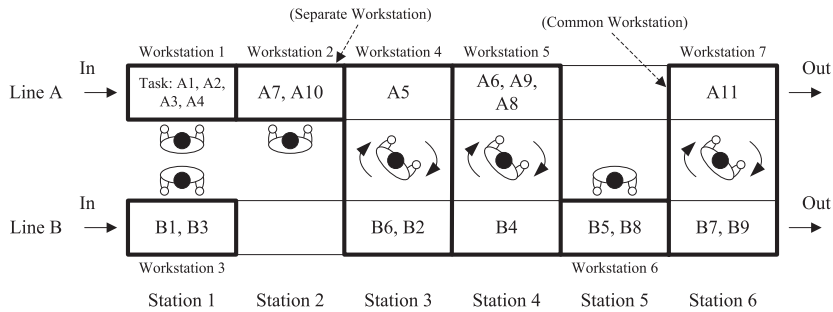 (Separate Workstation)
(Common Workstation)
Workstation 1
Workstation 2
Workstation 4
Workstation 5
Workstation 7
In
Out
Line A
Task: A1, A2,
A3, A4
A7, A10
A5
A6, A9,
A8
A11
In
Out
Line B
B1, B3
B6, B2
B4
B5, B8
B7, B9
Workstation 3
Workstation 6
Station 1
Station 2
Station 3
Station 4
Station 5
Station 6